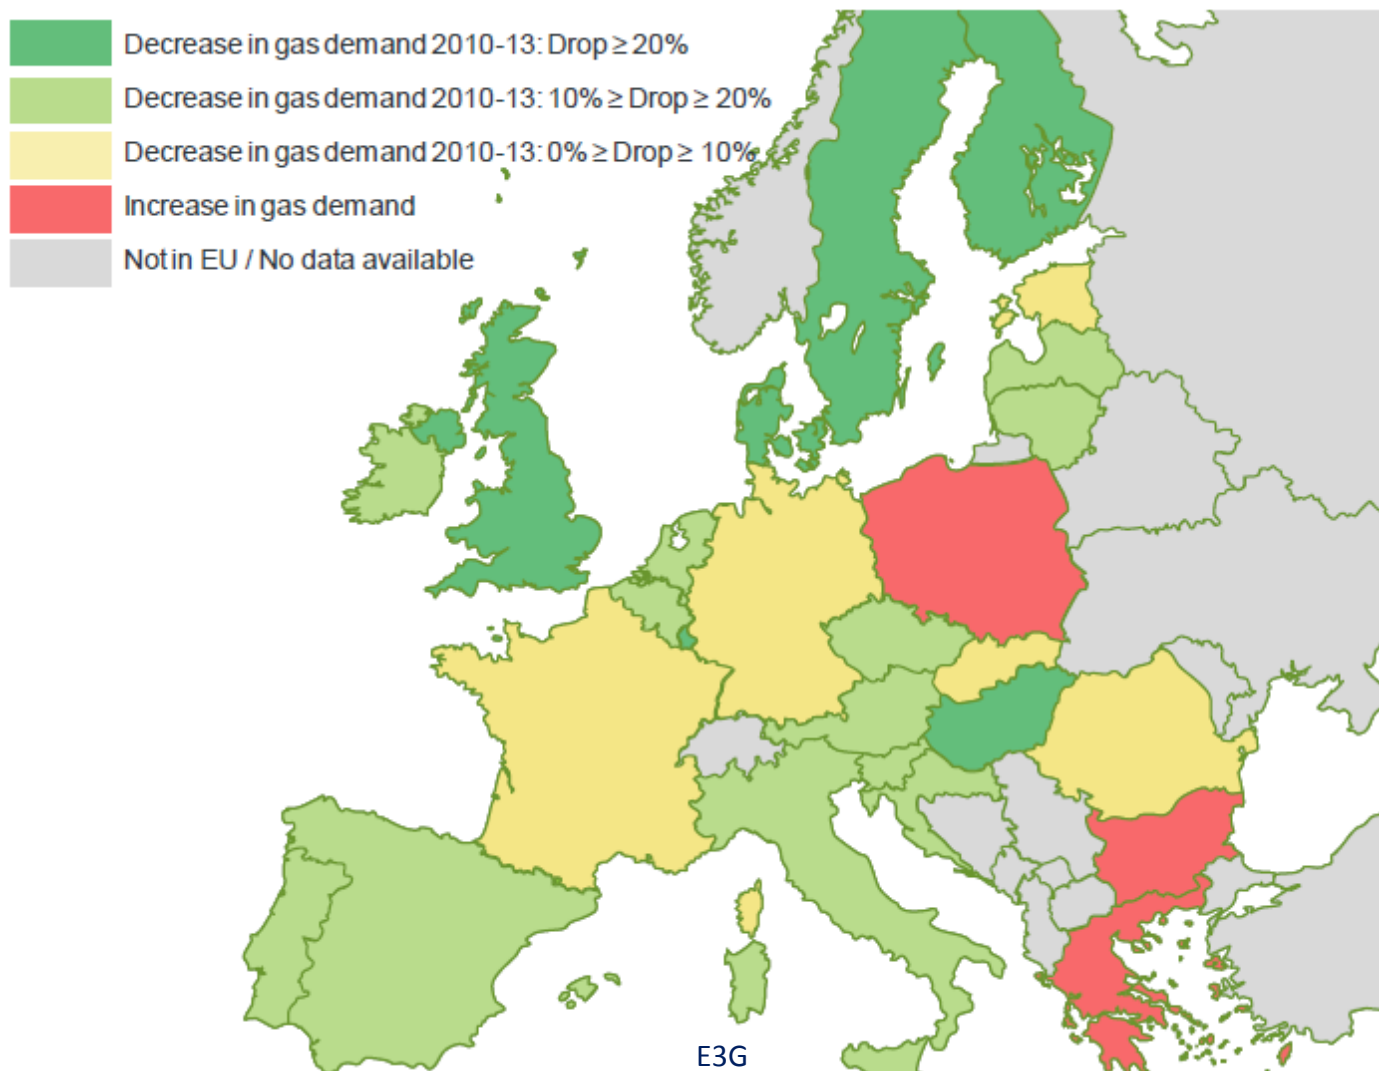 Decrease in gas demand 2010-13: Drop ≥ 20%
Decrease in gas demand 2010-13: 10% ≥ Drop ≥ 20%
Decrease in gas demand 2010-13: 0% ≥ Drop ≥ 10%
Increase in gas demand
Not in EU / No data available
E3G